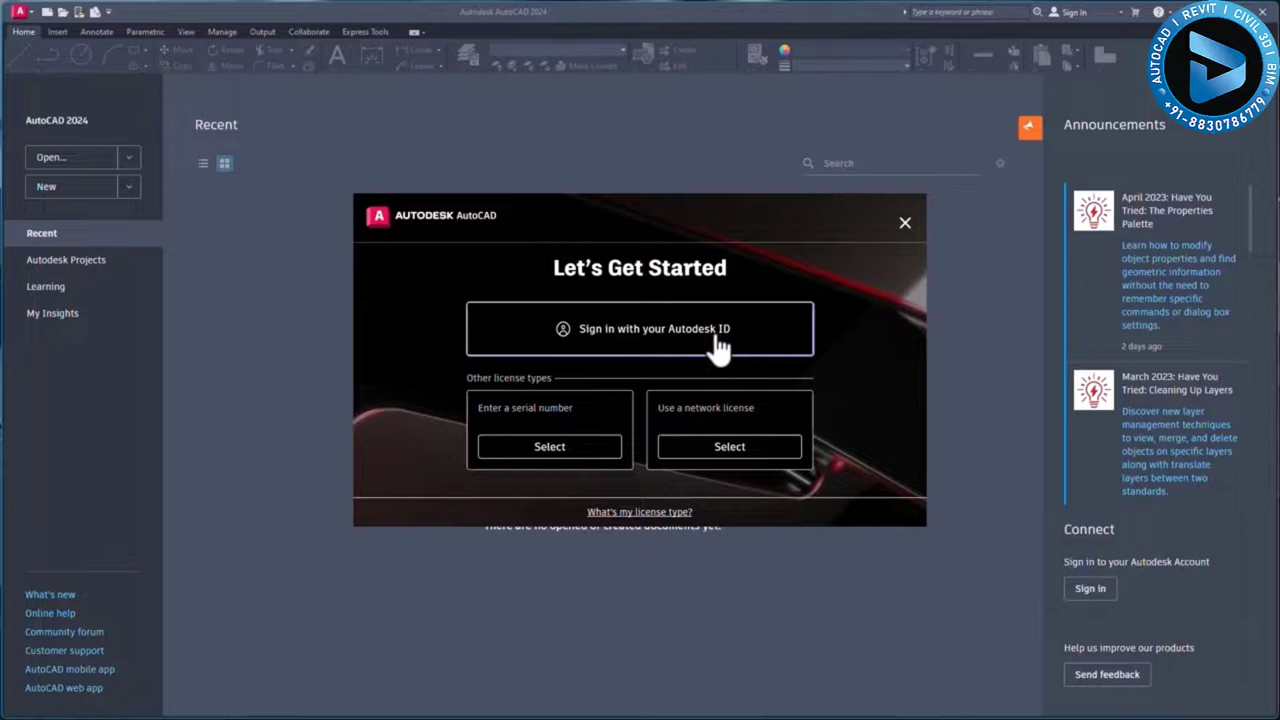 Autodesk AutoCAD 2024
Type a keyword or phrase
Sign In
Home
Insert
Annotate
Parametric
View
Manage
Output
Collaborate
Express Tools
Move
Rotate
Copy
Mirror
AUTOCAD I REVIT I CIVIL 3D I BIM
+91-8830786779
AutoCAD 2024
Open...
New
Recent
Autodesk Projects
Learning
My Insights
What's new
Online help
Community forum
Customer support
AutoCAD mobile app
AutoCAD web app
Recent
Search
AUTODESK AutoCAD
Let's Get Started
Sign in with your Autodesk ID
Other license types
Enter a serial number
Select
Use a network license
Select
What's my license type?
There are no opened or created documents yet.
Announcements
April 2023: Have You
Tried: The Properties
Palette
Learn how to modify
object properties and find
geometric information
without the need to
remember specific
commands or dialog box
settings.
2 days ago
March 2023: Have You
Tried: Cleaning Up Layers
Discover new layer
management techniques
to view, merge, and delete
objects on specific layers
along with translate
layers between two
standards.
Connect
Sign in to your Autodesk Account
Sign in
Help us improve our products
Send feedback